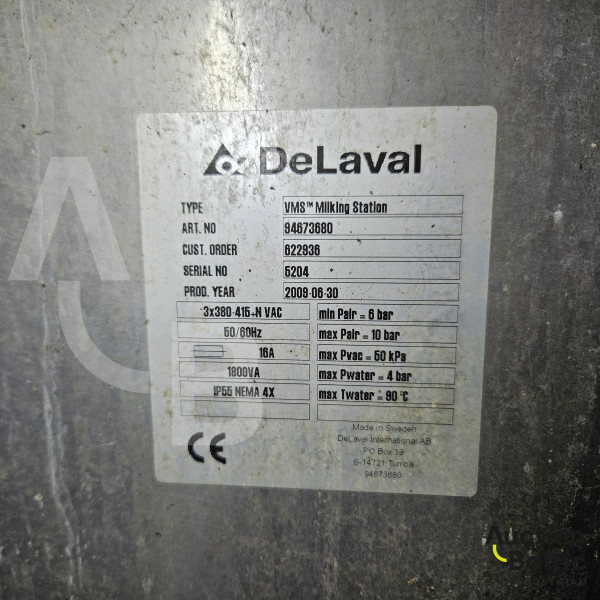 DeLaval
TYPE VMS™ Milking Station
ART. NO 94673680
CUST. ORDER 622936
SERIAL NO 5204
PROD. YEAR 2009-06-30
3x380-415+N VAC min Pair = 6 bar
50/60Hz max Pair = 10 bar
16A max Pvac = 50 kPa
1800VA max Pwater = 4 bar
IP55 NEMA 4X max Twater = 90 °C
Made in Sweden
DeLaval International AB
PO Box 39
S-14721 Tumba
94673680
CE